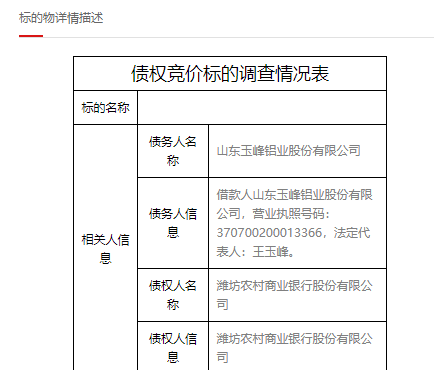 标的物详情描述
债权竞价标的调查情况表
标的名称
相关人信
息
债务人名
称
山东玉峰铝业股份有限公司
债务人信
息
借款人山东玉峰铝业股份有限
公司，营业执照号码：
370700200013366，法定代
表人：王玉峰。
债权人名
称
潍坊农村商业银行股份有限公
司
债权人信
息
潍坊农村商业银行股份有限公
司